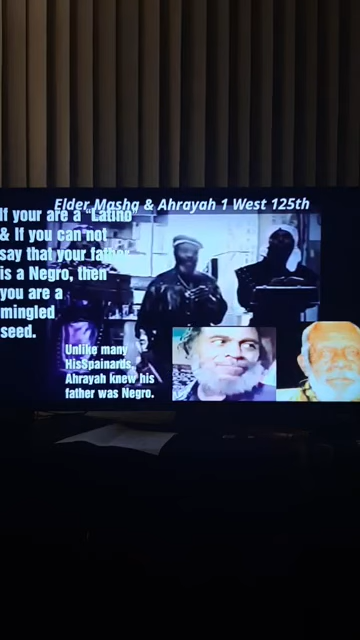 Elder Masha & Ahrayah 1 West 125th
If your are a "Latino"
& If you can not
say that your father
is a Negro, then
you are a
mingled
seed.
Unlike many
HisSpainards,
Ahrayah knew his
father was Negro.